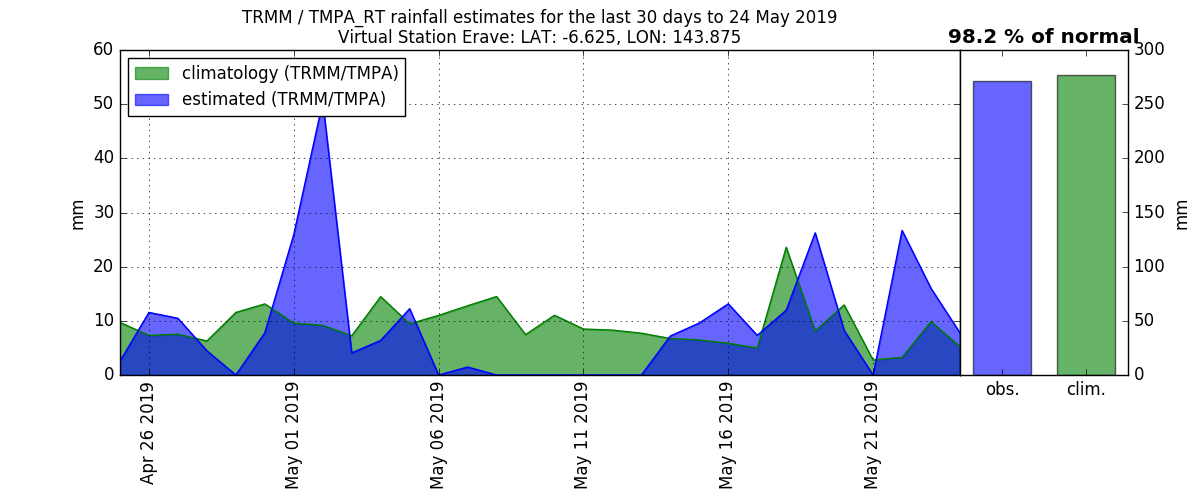 TRMM / TMPA_RT rainfall estimates for the last 30 days to 24 May 2019
Virtual Station Erave: LAT: -6.625, LON: 143.875
98.2 % of normal
climatology (TRMM/TMPA)
estimated (TRMM/TMPA)
60
50
40
30
20
10
0
mm
Apr 26 2019
May 01 2019
May 06 2019
May 11 2019
May 16 2019
May 21 2019
300
250
200
150
100
50
0
mm
obs.
clim.